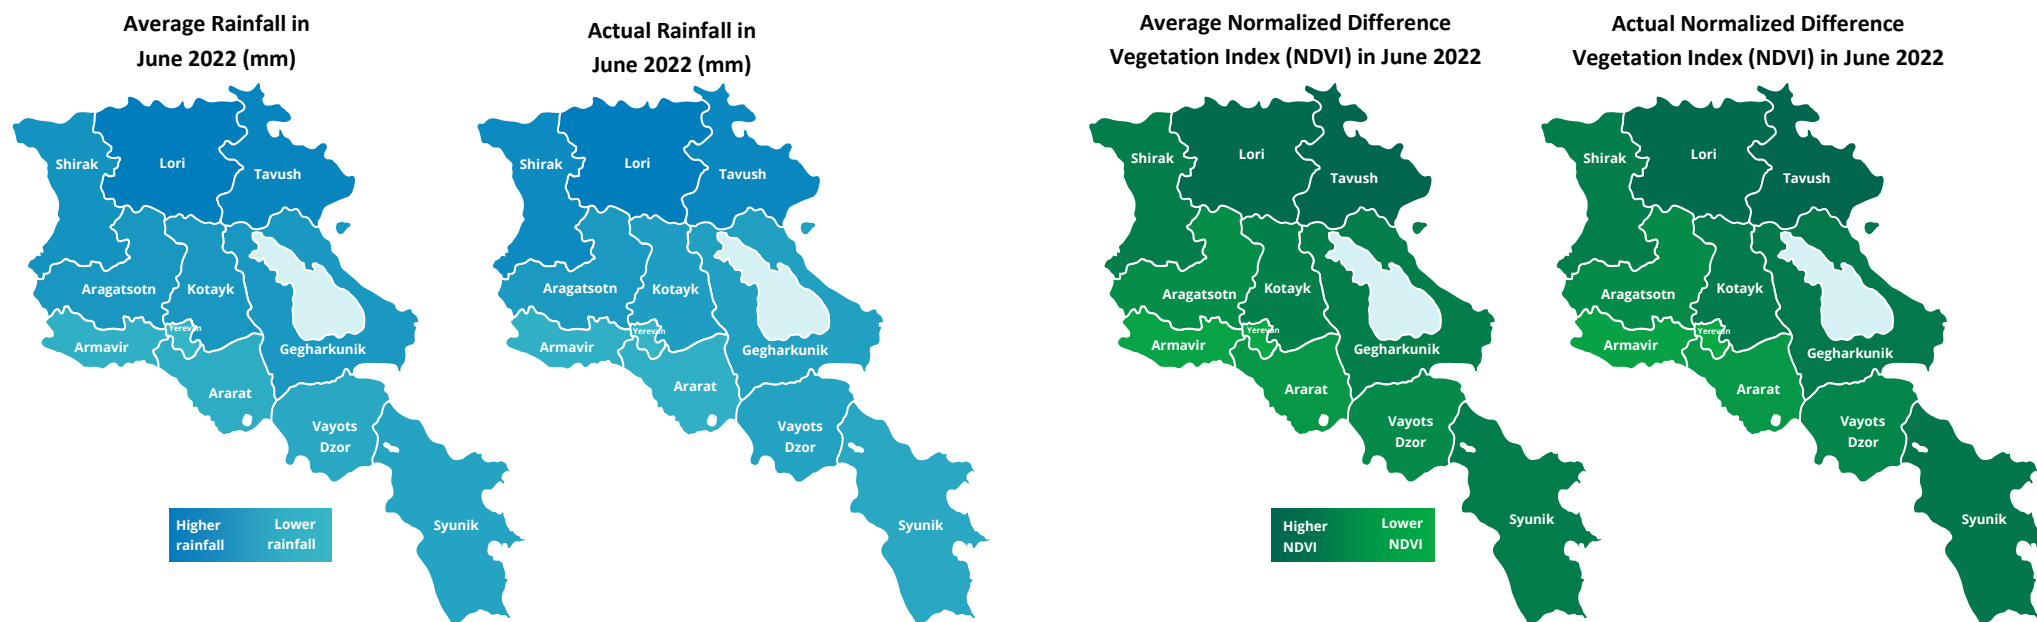 Average Rainfall in
June 2022 (mm)
Shirak
Lori
Tavush
Aragatsotn
Kotayk
Yerevan
Armavir
Gegharkunik
Ararat
Vayots
Dzor
Syunik
Higher
rainfall
Lower
rainfall
Actual Rainfall in
June 2022 (mm)
Shirak
Lori
Tavush
Aragatsotn
Kotayk
Yerevan
Armavir
Gegharkunik
Ararat
Vayots
Dzor
Syunik
Average Normalized Difference
Vegetation Index (NDVI) in June 2022
Shirak
Lori
Tavush
Aragatsotn
Kotayk
Yerevan
Armavir
Gegharkunik
Ararat
Vayots
Dzor
Syunik
Higher
NDVI
Lower
NDVI
Actual Normalized Difference
Vegetation Index (NDVI) in June 2022
Shirak
Lori
Tavush
Aragatsotn
Kotayk
Yerevan
Armavir
Gegharkunik
Ararat
Vayots
Dzor
Syunik